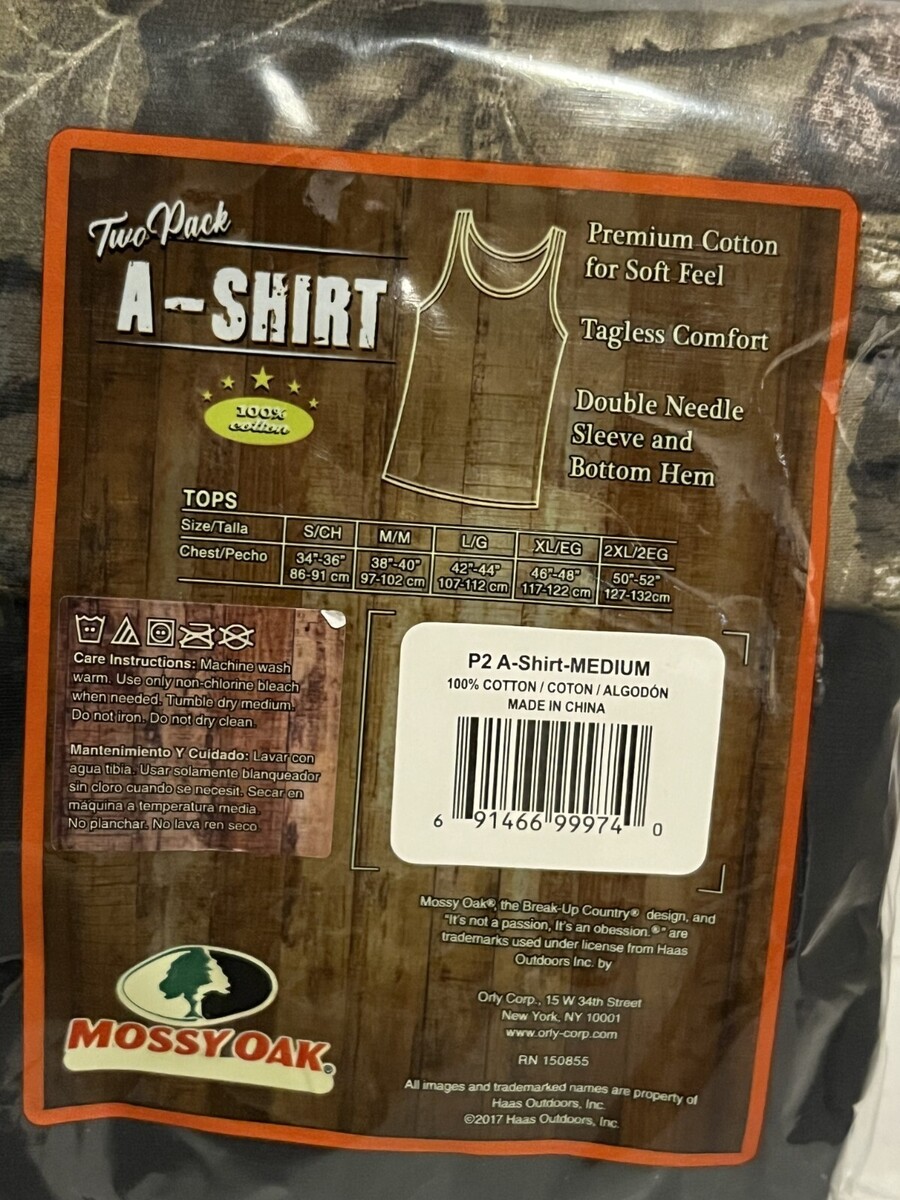 Two Pack
A-SHIRT
100%
cotton
Premium Cotton
for Soft Feel
Tagless Comfort
Double Needle
Sleeve and
Bottom Hem
TOPS
Size/Talla S/CH M/M L/G XL/EG 2XL/2EG
Chest/Pecho 34"-36" 38"-40" 42"-44" 46"-48" 50"-52"
86-91 cm 97-102 cm 107-112 cm 117-122 cm 127-132cm
Care Instructions: Machine wash
warm. Use only non-chlorine bleach
when needed. Tumble dry medium.
Do not iron. Do not dry clean.
Mantenimiento Y Cuidado: Lavar con
agua tibia. Usar solamente blanqueador
sin cloro cuando se necesit. Secar en
máquina a temperatura media.
No planchar. No lava ren seco
P2 A-Shirt-MEDIUM
100% COTTON / COTON / ALGODÓN
MADE IN CHINA
6 91466 99974 0
Mossy Oak®, the Break-Up Country® design, and
"It's not a passion, It's an obession.®" are
trademarks used under license from Haas
Outdoors Inc. by
Orly Corp., 15 W 34th Street
New York, NY 10001
www.orly-corp.com
RN 150855
All images and trademarked names are property of
Haas Outdoors, Inc.
©2017 Haas Outdoors, Inc.
MOSSY OAK®